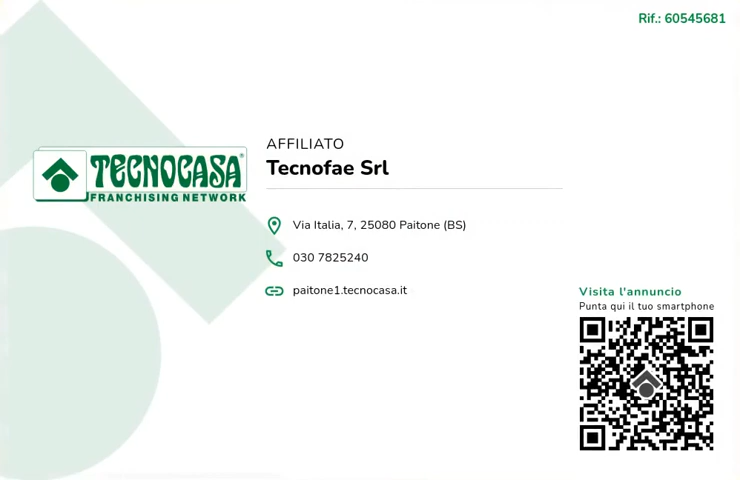 Rif.: 60545681
AFFILIATO
Tecnofae Srl
TECNOCASA®
FRANCHISING NETWORK
Via Italia, 7, 25080 Paitone (BS)
030 7825240
paitone1.tecnocasa.it
Visita l'annuncio
Punta qui il tuo smartphone